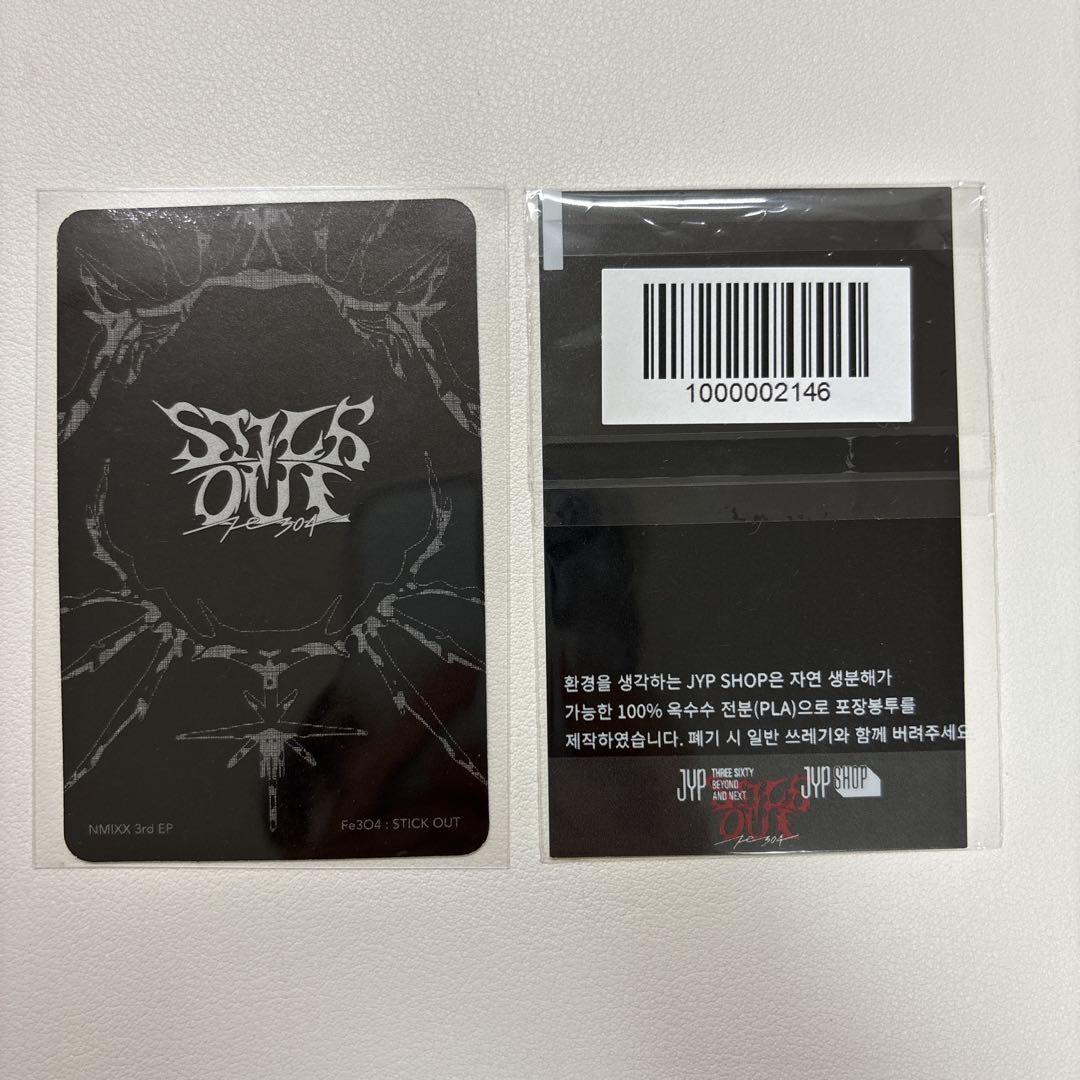 STICK
OUT
Fe3O4
NMIXX 3rd EP
Fe3O4 : STICK OUT
1000002146
환경을 생각하는 JYP SHOP은 자연 생분해가
가능한 100% 옥수수 전분(PLA)으로 포장봉투를
제작하였습니다. 폐기 시 일반 쓰레기와 함께 버려주세요
JYP THREE SIXTY
BEYOND
AND NEXT
JYP SHOP
STICK
OUT
Fe3O4